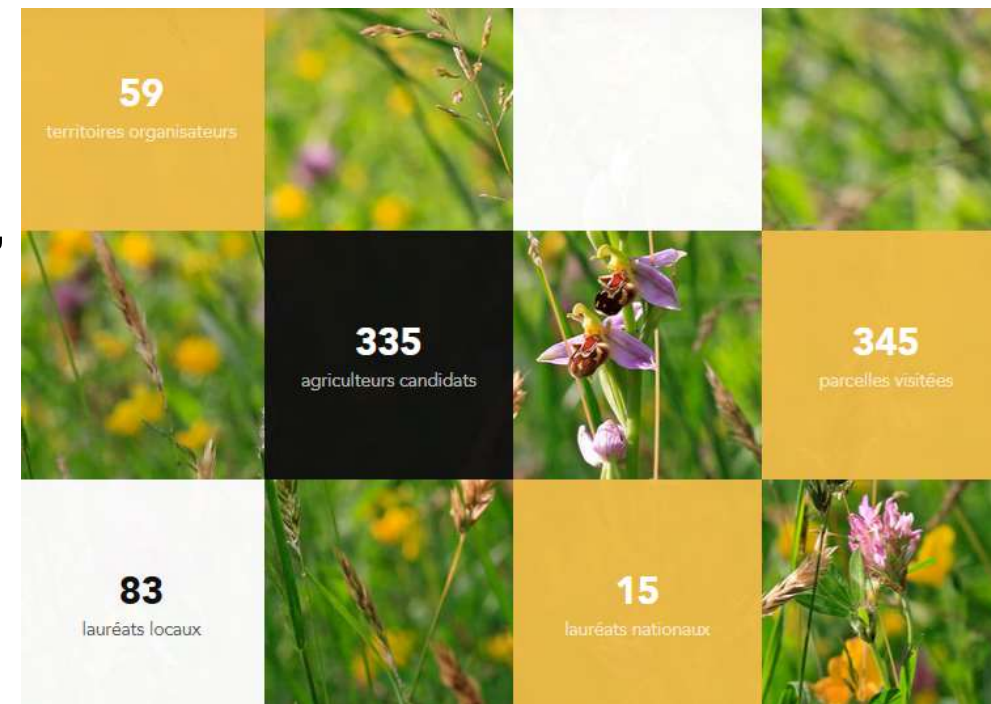 59
territoires organisateurs
335
agriculteurs candidats
345
parcelles visitées
83
lauréats locaux
15
lauréats nationaux